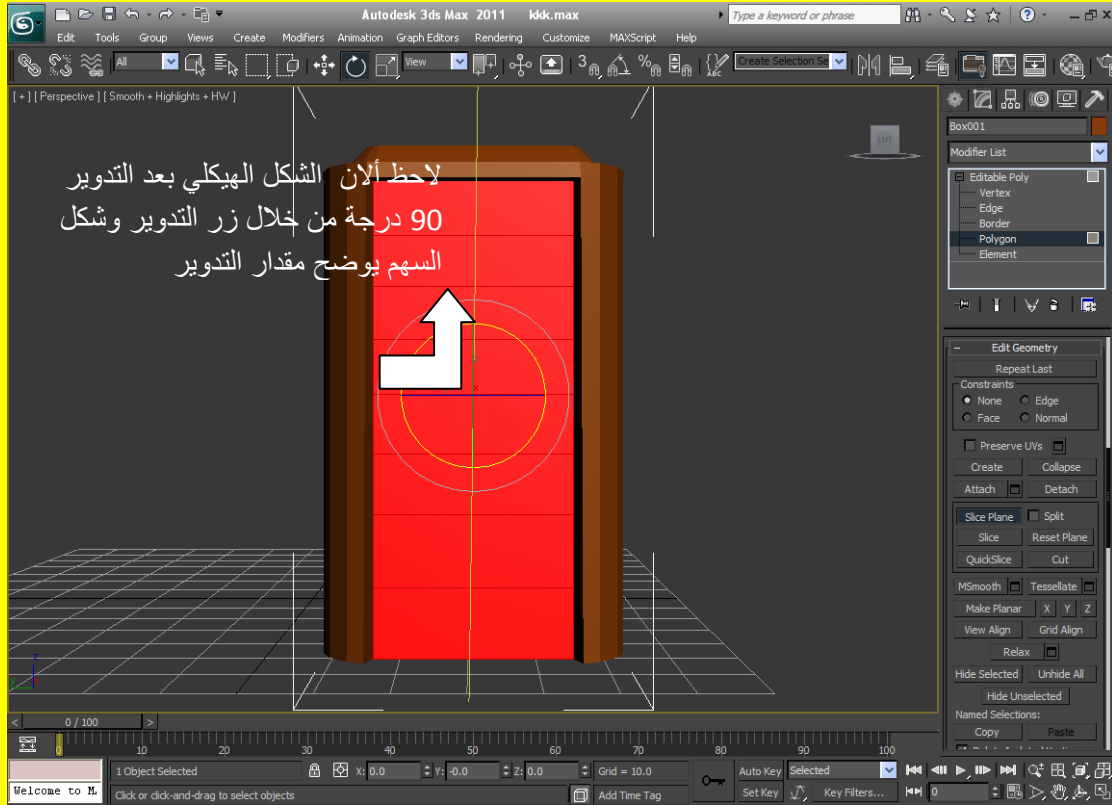 Autodesk 3ds Max 2011 kkk.max
Type a keyword or phrase
Edit Tools Group Views Create Modifiers Animation Graph Editors Rendering Customize MAXScript Help
All
View
3
%
ABC
Create Selection Se
[ + ] [ Perspective ] [ Smooth + Highlights + HW ]
LEFT
لاحظ ألان الشكل الهيكلي بعد التدوير
90 درجة من خلال زر التدوير وشكل
السهم يوضح مقدار التدوير
x
z
Box001
Modifier List
Editable Poly
Vertex
Edge
Border
Polygon
Element
Edit Geometry
Repeat Last
Constraints
None Edge
Face Normal
Preserve UVs
Create Collapse
Attach Detach
Slice Plane Split
Slice Reset Plane
QuickSlice Cut
MSmooth Tessellate
Make Planar X Y Z
View Align Grid Align
Relax
Hide Selected Unhide All
Hide Unselected
Named Selections:
Copy Paste
< 0 / 100 >
0 10 20 30 40 50 60 70 80 90 100
1 Object Selected X: 0.0 Y: -0.0 Z: 0.0 Grid = 10.0 Auto Key Selected
Welcome to M. Click or click-and-drag to select objects Add Time Tag Set Key Key Filters... 0